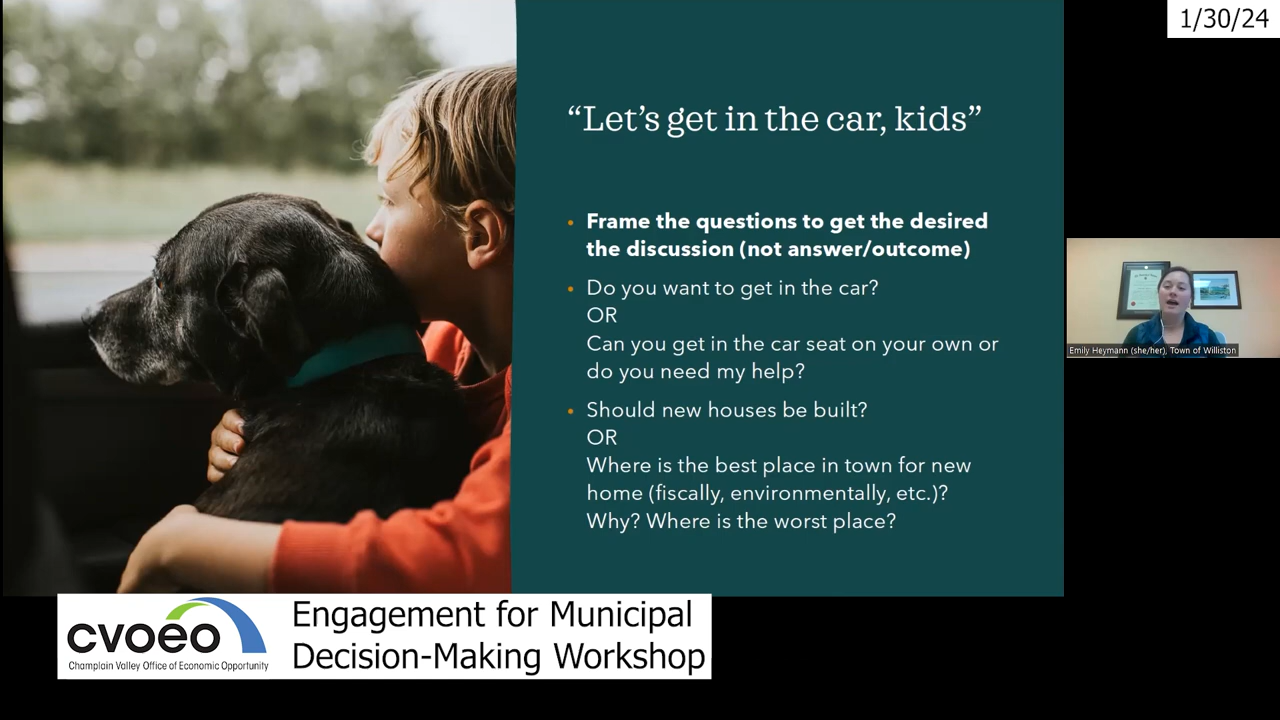 1/30/24
“Let’s get in the car, kids”
Frame the questions to get the desired
the discussion (not answer/outcome)
Do you want to get in the car?
OR
Can you get in the car seat on your own or
do you need my help?
Should new houses be built?
OR
Where is the best place in town for new
home (fiscally, environmentally, etc.)?
Why? Where is the worst place?
Emily Heymann (she/her), Town of Williston
cvoeo
Champlain Valley Office of Economic Opportunity
Engagement for Municipal
Decision-Making Workshop